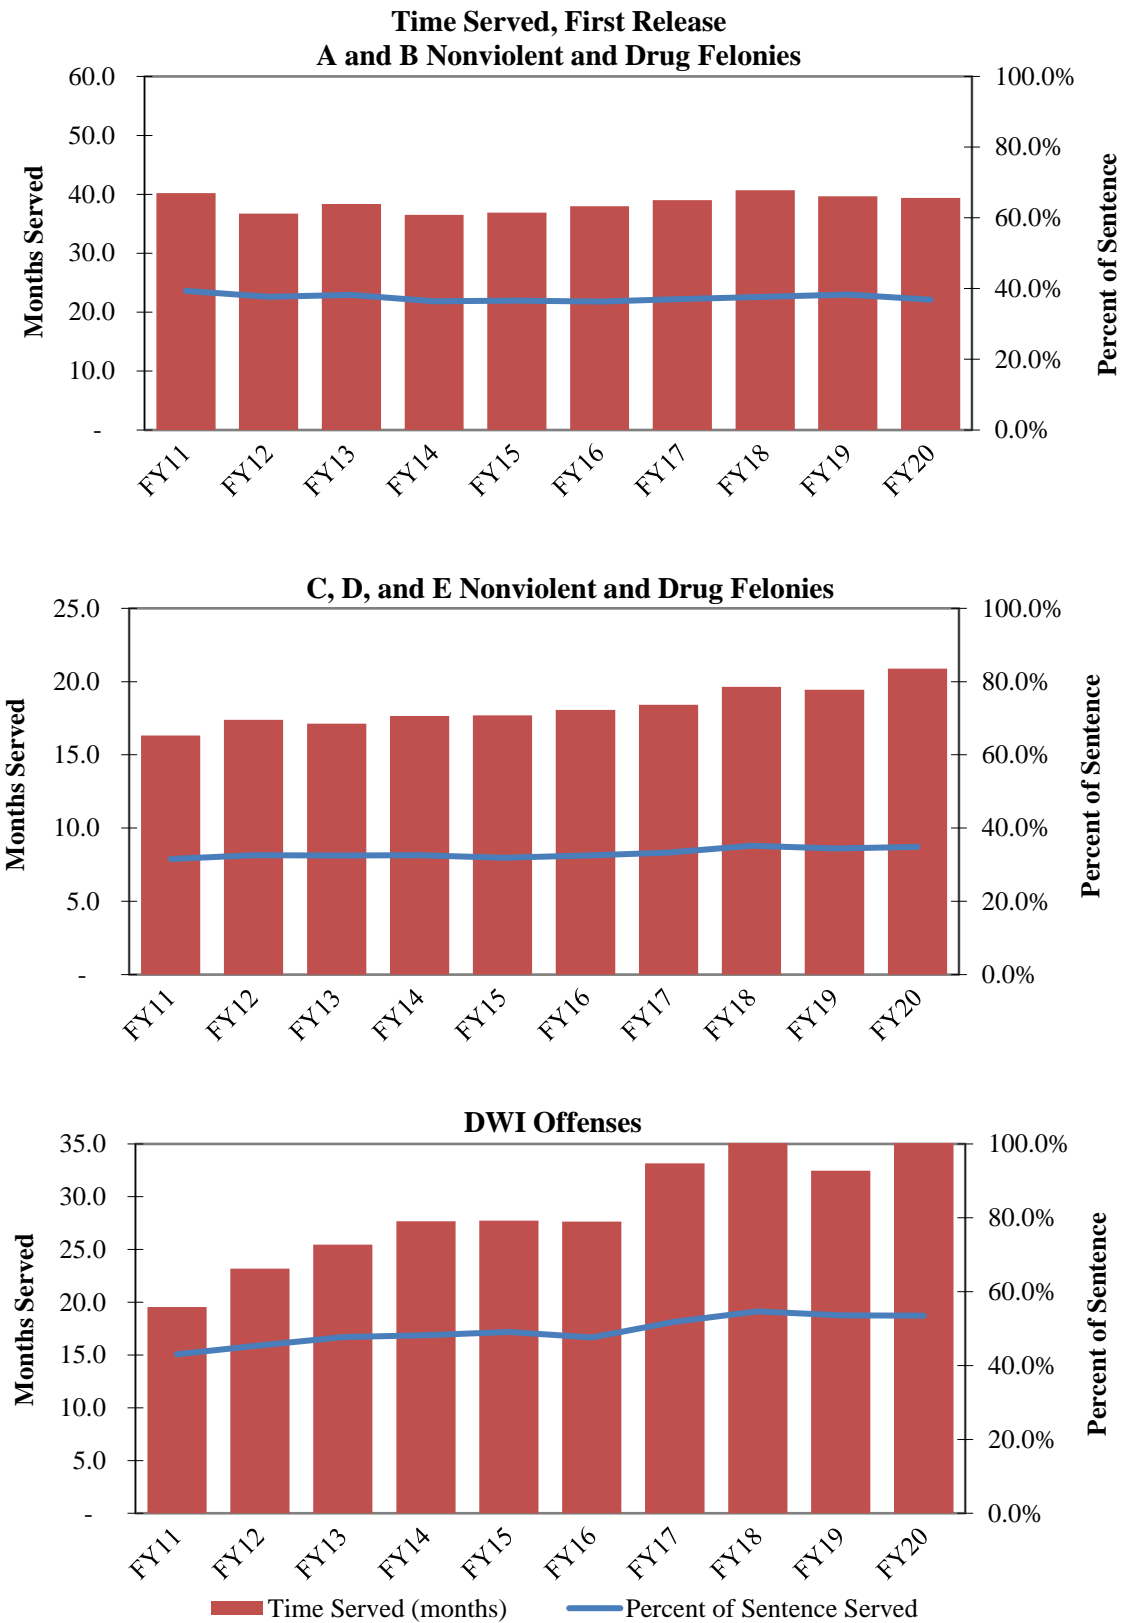 Time Served, First Release
A and B Nonviolent and Drug Felonies
60.0
50.0
40.0
30.0
20.0
10.0
-
Months Served
100.0%
80.0%
60.0%
40.0%
20.0%
0.0%
Percent of Sentence
FY11
FY12
FY13
FY14
FY15
FY16
FY17
FY18
FY19
FY20
C, D, and E Nonviolent and Drug Felonies
25.0
20.0
15.0
10.0
5.0
-
Months Served
100.0%
80.0%
60.0%
40.0%
20.0%
0.0%
Percent of Sentence
FY11
FY12
FY13
FY14
FY15
FY16
FY17
FY18
FY19
FY20
DWI Offenses
35.0
30.0
25.0
20.0
15.0
10.0
5.0
-
Months Served
100.0%
80.0%
60.0%
40.0%
20.0%
0.0%
Percent of Sentence
FY11
FY12
FY13
FY14
FY15
FY16
FY17
FY18
FY19
FY20
Time Served (months)
Percent of Sentence Served